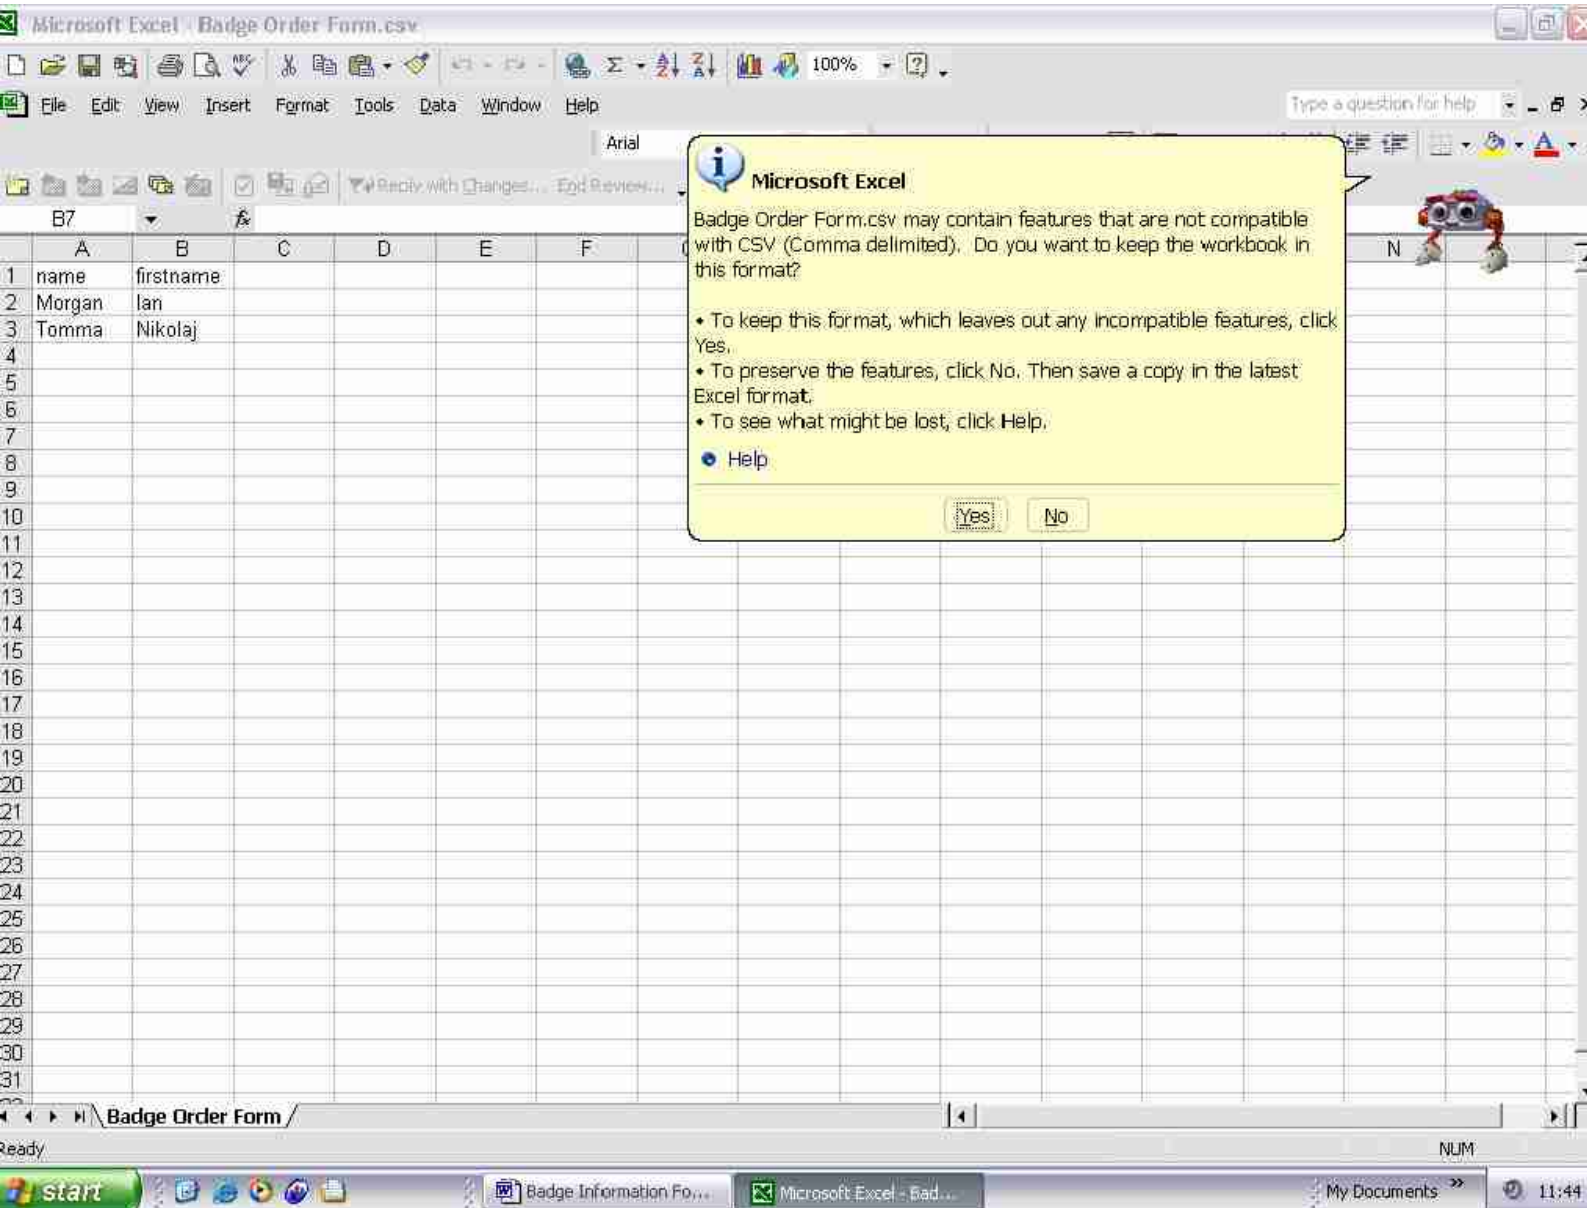 Microsoft Excel - Badge Order Form.csv
100%
File Edit View Insert Format Tools Data Window Help
Type a question for help
Arial
Reply with Changes... End Review...
B7
A B C D E F N
1 name firstname
2 Morgan Ian
3 Tomma Nikolaj
4
5
6
7
8
9
10
11
12
13
14
15
16
17
18
19
20
21
22
23
24
25
26
27
28
29
30
31
Microsoft Excel
Badge Order Form.csv may contain features that are not compatible
with CSV (Comma delimited). Do you want to keep the workbook in
this format?
• To keep this format, which leaves out any incompatible features, click
Yes.
• To preserve the features, click No. Then save a copy in the latest
Excel format.
• To see what might be lost, click Help.
Help
Yes No
Badge Order Form
Ready
NUM
start
Badge Information Fo...
Microsoft Excel - Bad...
My Documents »
11:44